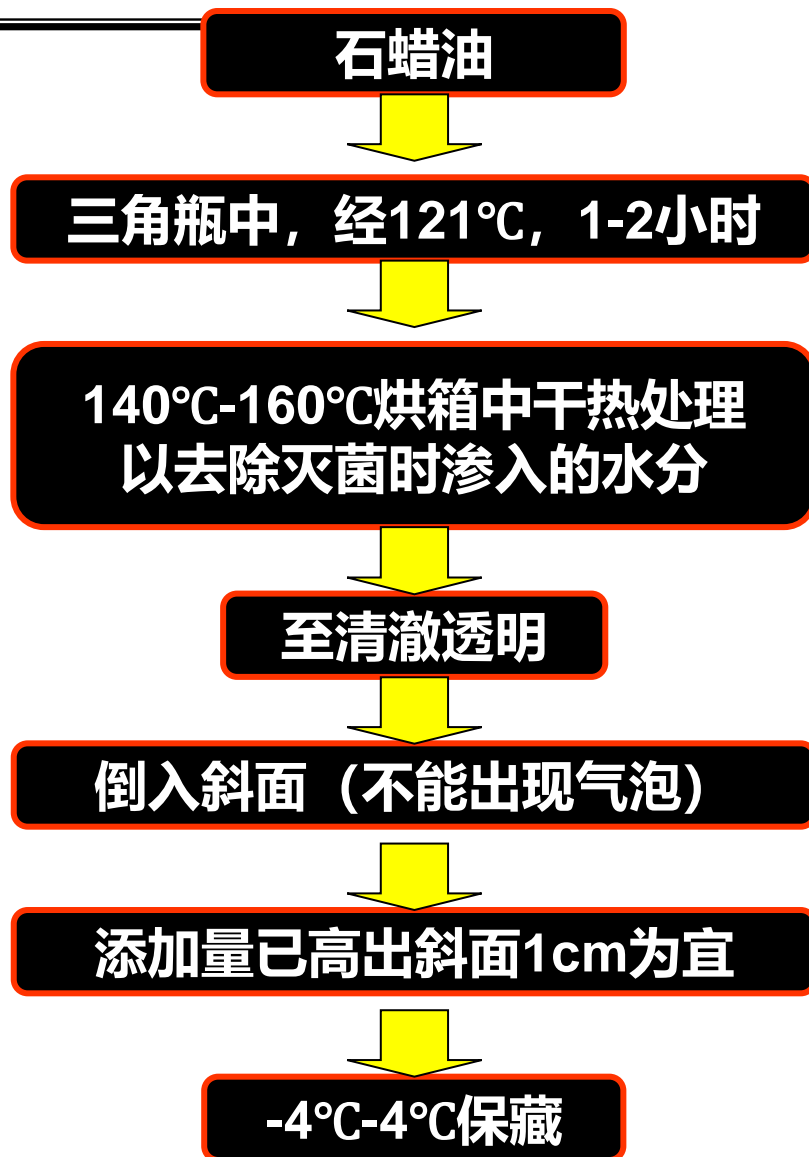 石蜡油
三角瓶中，经121℃，1-2小时
140℃-160℃烘箱中干热处理
以去除灭菌时渗入的水分
至清澈透明
倒入斜面（不能出现气泡）
添加量已高出斜面1cm为宜
-4℃-4℃保藏